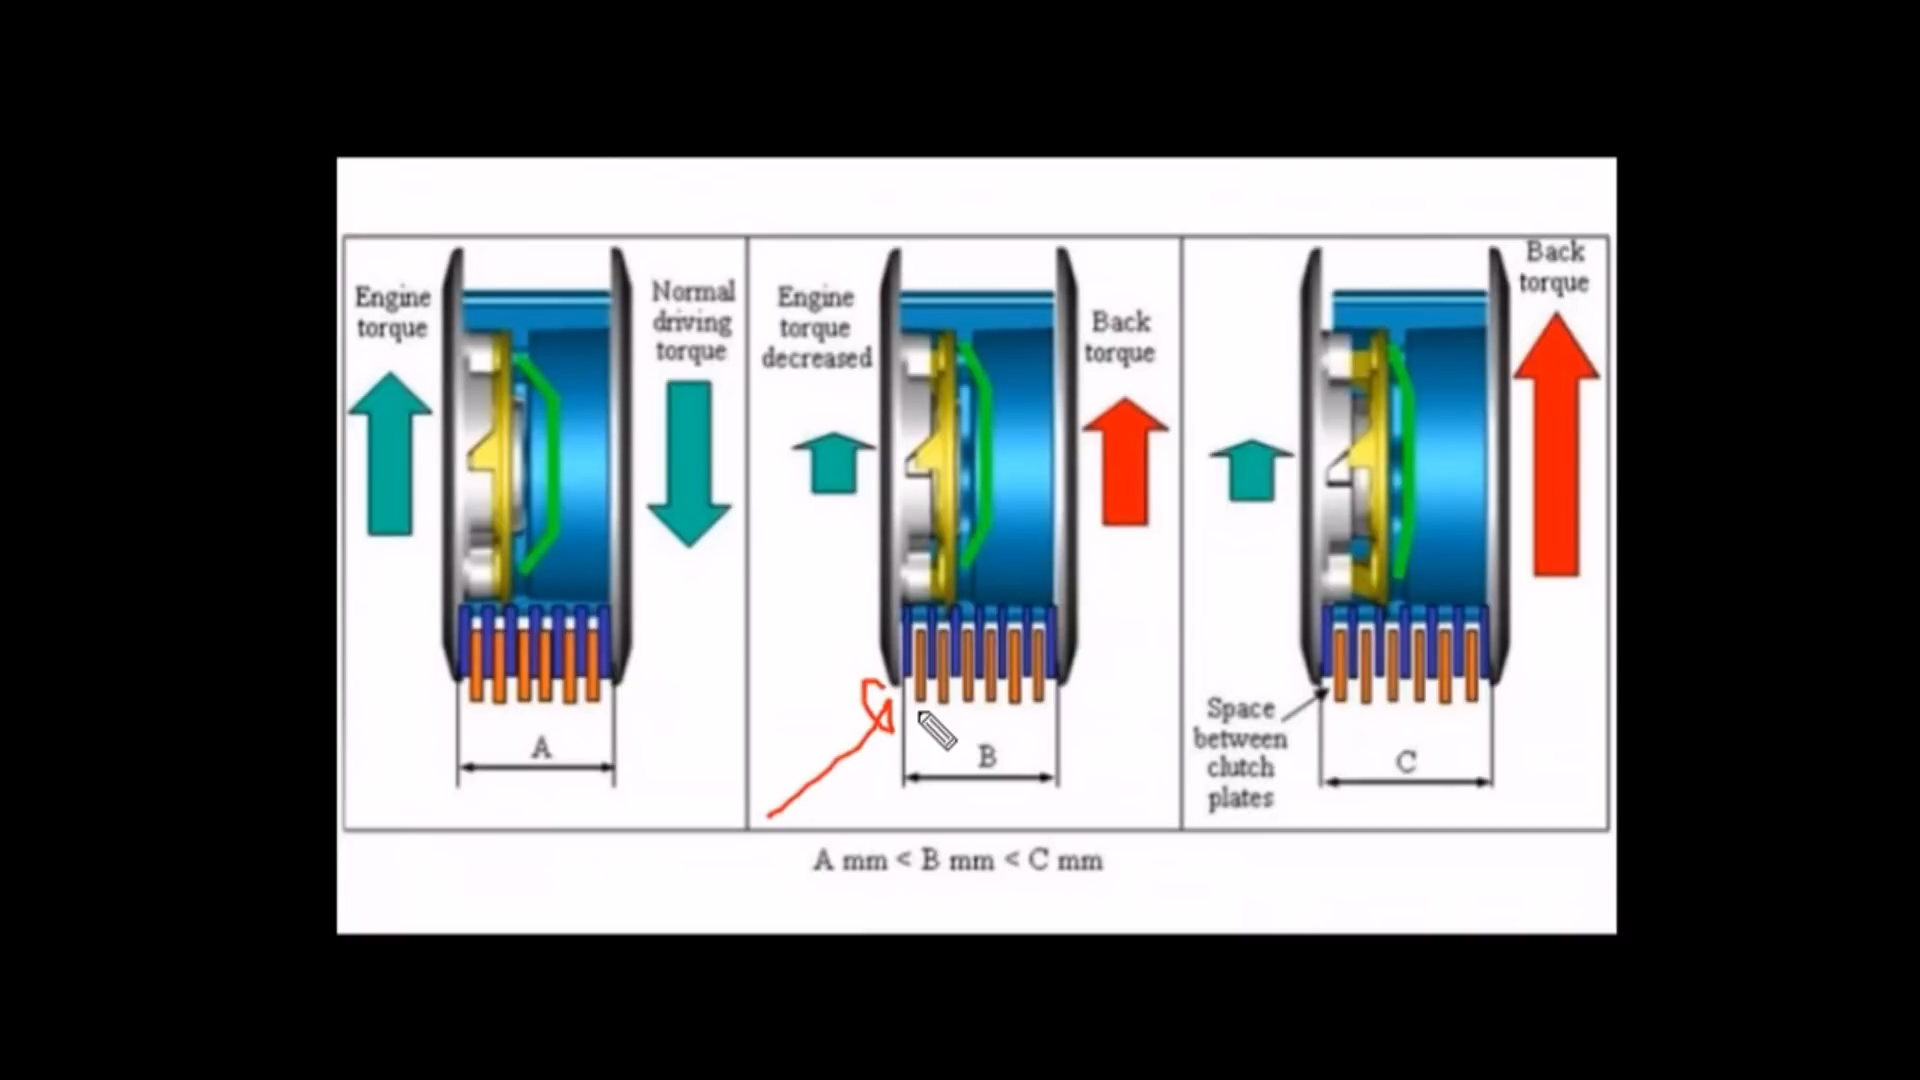 Engine
torque
Normal
driving
torque
A
Engine
torque
decreased
Back
torque
B
Back
torque
Space
between
clutch
plates
C
A mm < B mm < C mm